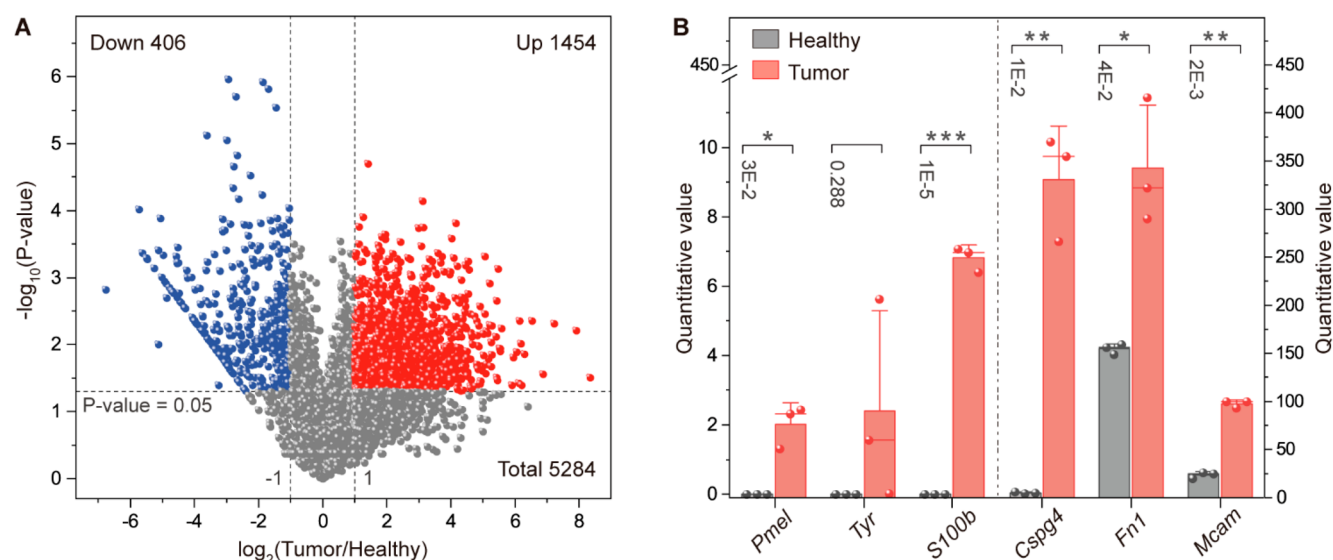 A
Down 406
Up 1454
6
5
4
3
2
1
0
-log10(P-value)
P-value = 0.05
-1
1
Total 5284
-6
-4
-2
0
2
4
6
8
log2(Tumor/Healthy)
B
Healthy
Tumor
450
10
8
6
4
2
0
Quantitative value
*
3E-2
0.288
***
1E-5
**
1E-2
*
4E-2
**
2E-3
450
400
350
300
250
200
150
100
50
0
Quantitative value
Pmel
Tyr
S100b
Cspg4
Fn1
Mcam